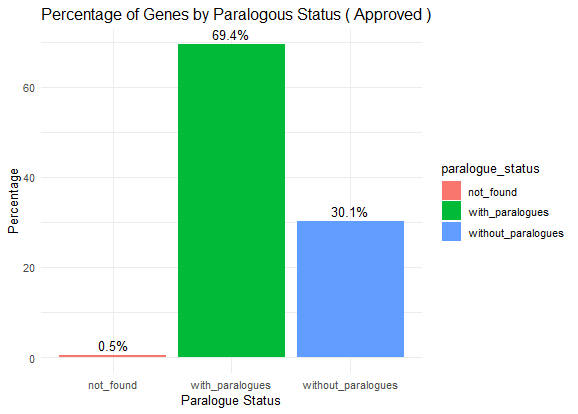 Percentage of Genes by Paralogous Status ( Approved )
69.4%
60
paralogue_status
not_found
Percentage
40
with_paralogues
30.1%
without_paralogues
20
0.5%
0
not_found with_paralogues without_paralogues
Paralogue Status